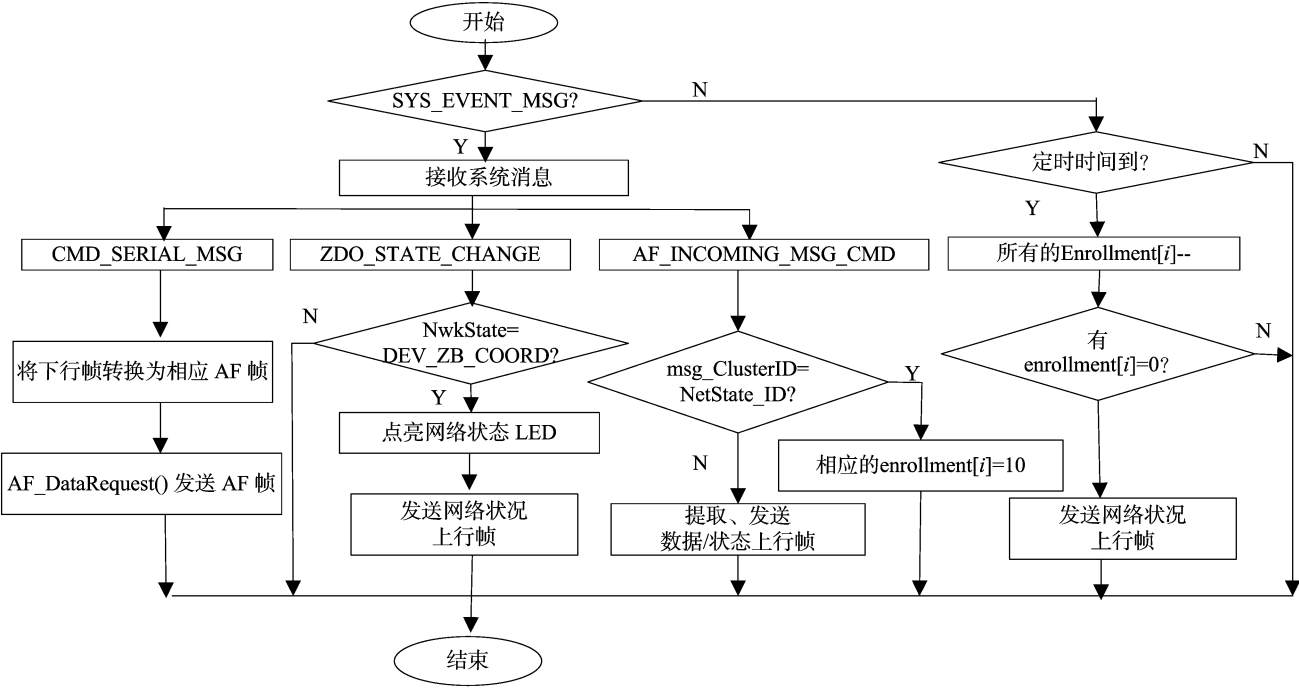 开始
SYS_EVENT_MSG?
N
Y
接收系统消息
定时时间到?
N
Y
CMD_SERIAL_MSG
ZDO_STATE_CHANGE
AF_INCOMING_MSG_CMD
所有的Enrollment[i]--
N
NwkState=
DEV_ZB_COORD?
Y
将下行帧转换为相应 AF 帧
msg_ClusterID=
NetState_ID?
Y
N
有
enrollment[i]=0?
N
点亮网络状态 LED
相应的enrollment[i]=10
AF_DataRequest() 发送 AF 帧
发送网络状况
上行帧
提取、发送
数据/状态上行帧
发送网络状况
上行帧
结束